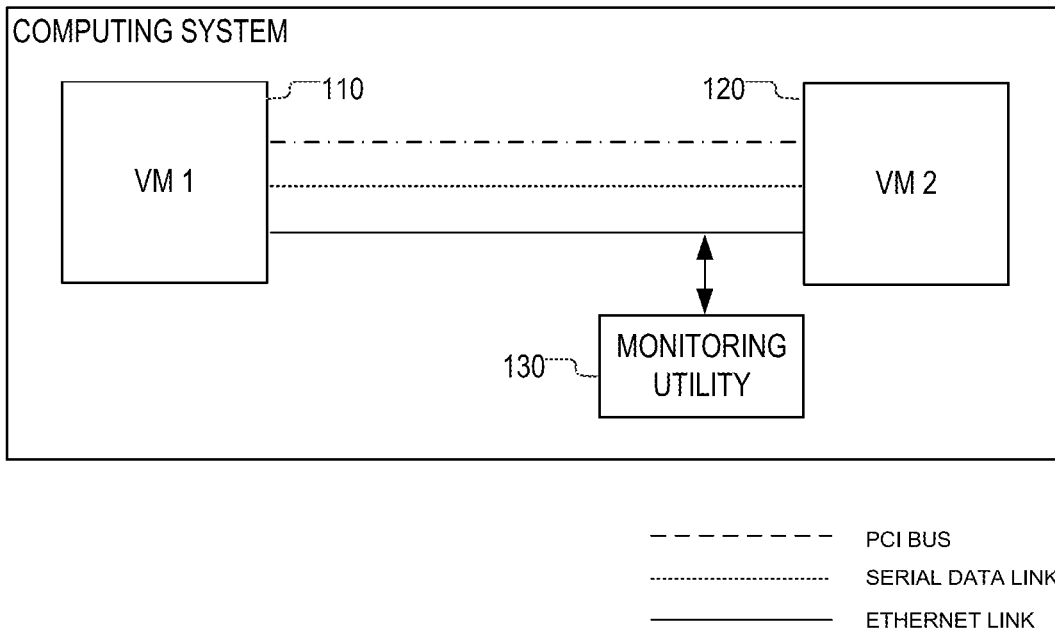 COMPUTING SYSTEM
110
120
VM 1
VM 2
130
MONITORING
UTILITY
PCI BUS
SERIAL DATA LINK
ETHERNET LINK